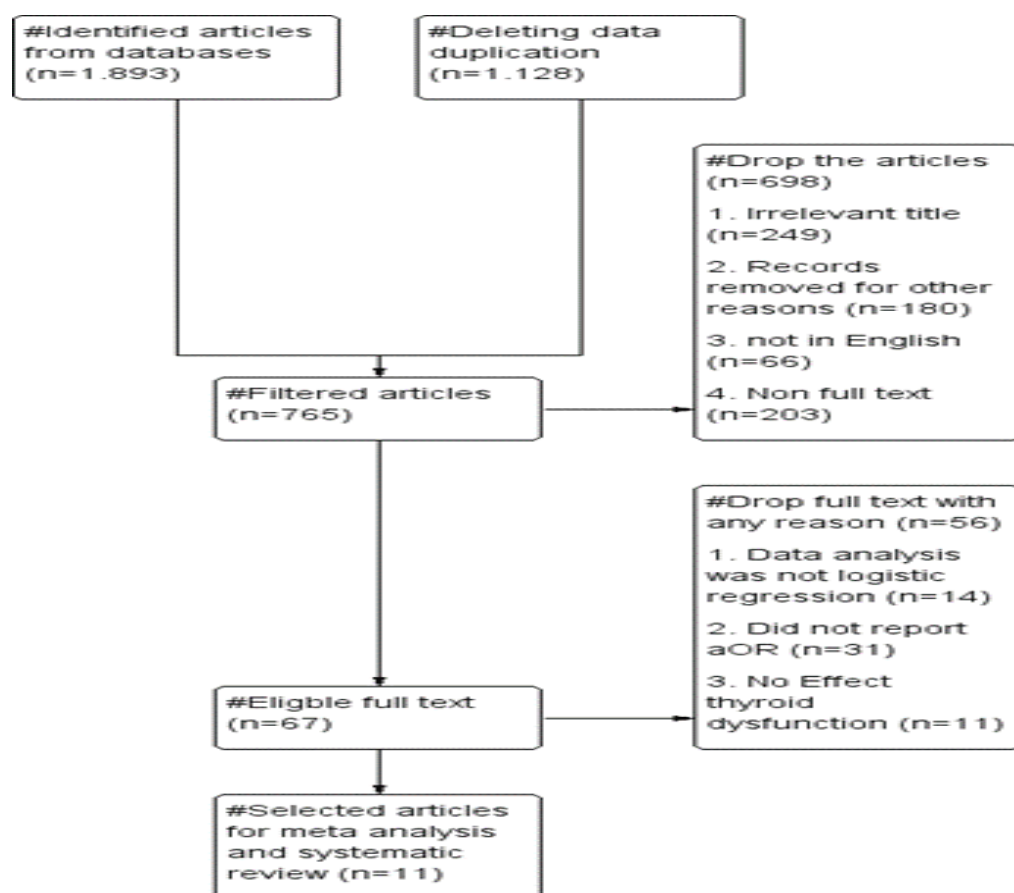 #Identified articles
from databases
(n=1.893)
#Deleting data
duplication
(n=1.128)
#Drop the articles
(n=698)
1. Irrelevant title
(n=249)
2. Records
removed for other
reasons (n=180)
3. not in English
(n=66)
4. Non full text
(n=203)
#Filtered articles
(n=765)
#Drop full text with
any reason (n=56)
1. Data analysis
was not logistic
regression (n=14)
2. Did not report
aOR (n=31)
3. No Effect
thyroid
dysfunction (n=11)
#Eligble full text
(n=67)
#Selected articles
for meta analysis
and systematic
review (n=11)